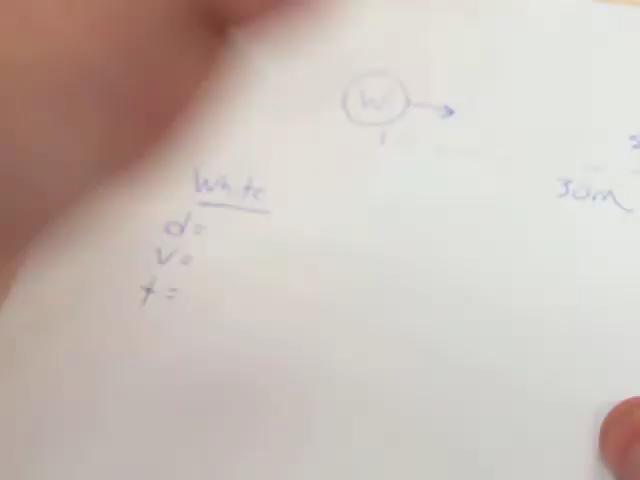 W
30m
White
d=
v=
t=